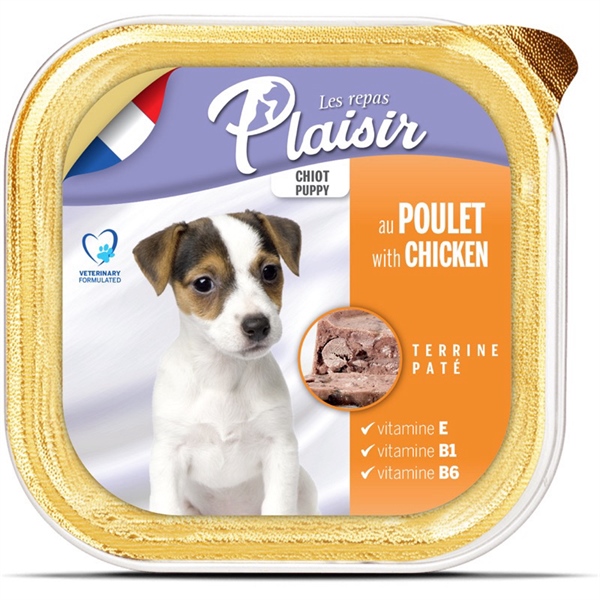 Les repas
Plaisir
CHIOT
PUPPY
au POULET
with CHICKEN
VETERINARY
FORMULATED
TERRINE
PATÉ
vitamine E
vitamine B1
vitamine B6